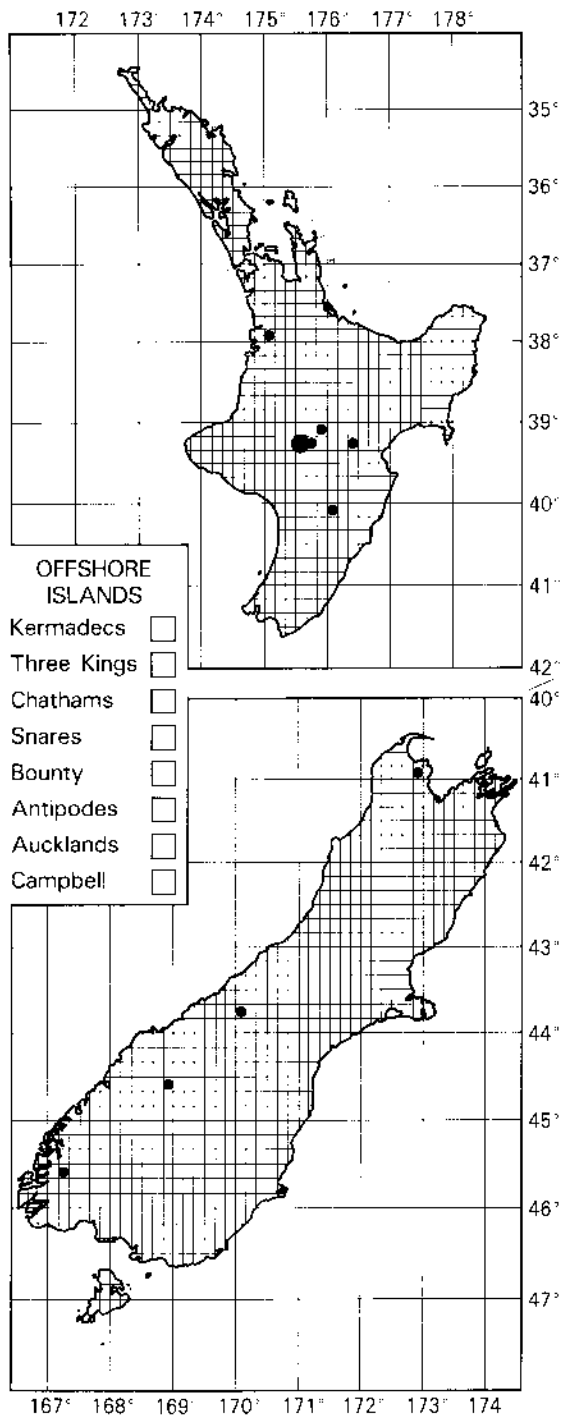 172 173° 174° 175° 176° 177° 178°
35°
36°
37°
38°
39°
40°
41°
42°
OFFSHORE
ISLANDS
Kermadecs
Three Kings
Chathams
Snares
Bounty
Antipodes
Aucklands
Campbell
40°
41°
42°
43°
44°
45°
46°
47°
167° 168° 169° 170° 171° 172° 173° 174